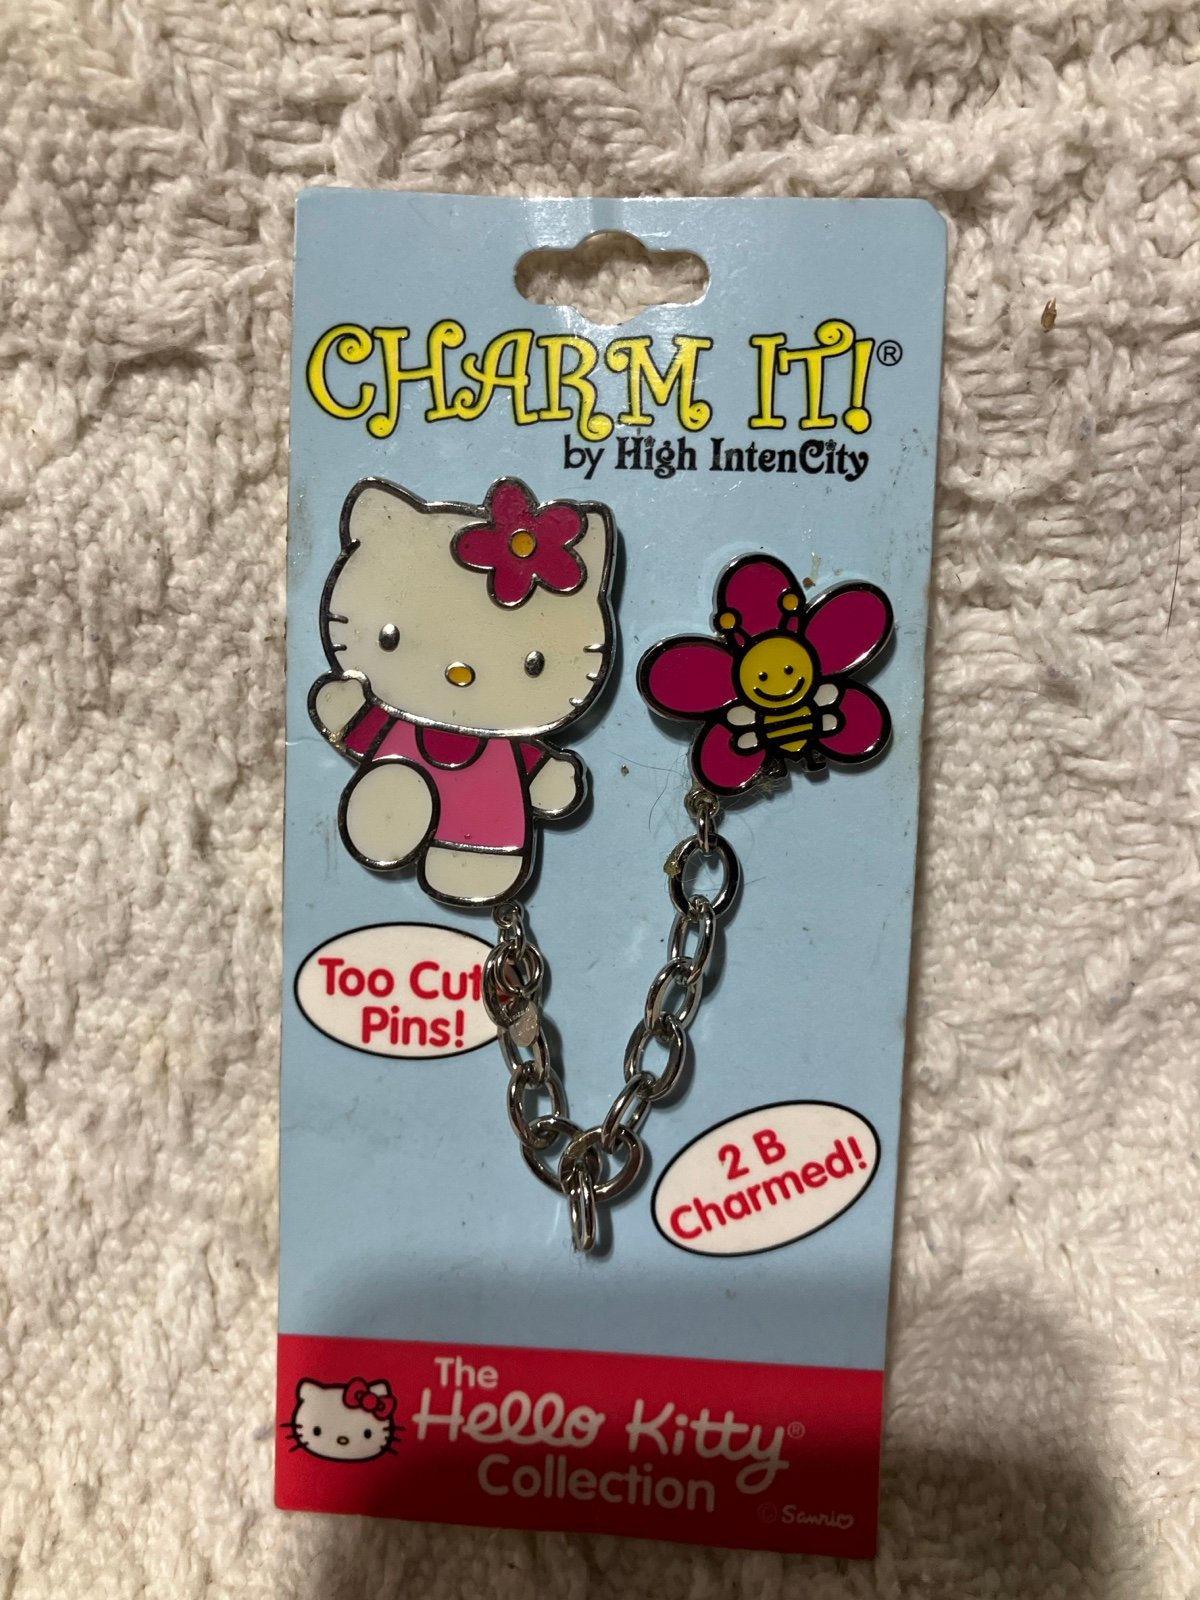 CHARM IT!®
by High IntenCity
Too Cut
Pins!
2 B
Charmed!
The
Hello Kitty®
Collection
© Sanrio